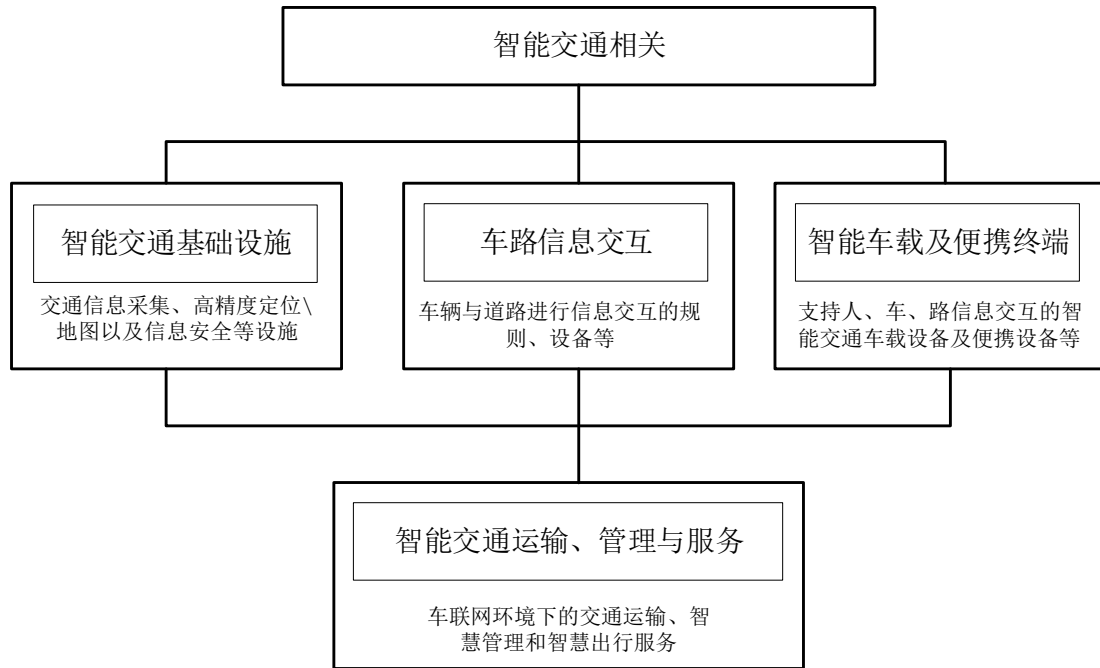 智能交通相关
智能交通基础设施
交通信息采集、高精度定位\
地图以及信息安全等设施
车路信息交互
车辆与道路进行信息交互的规
则、设备等
智能车载及便携终端
支持人、车、路信息交互的智
能交通车载设备及便携设备等
智能交通运输、管理与服务
车联网环境下的交通运输、智
慧管理和智慧出行服务